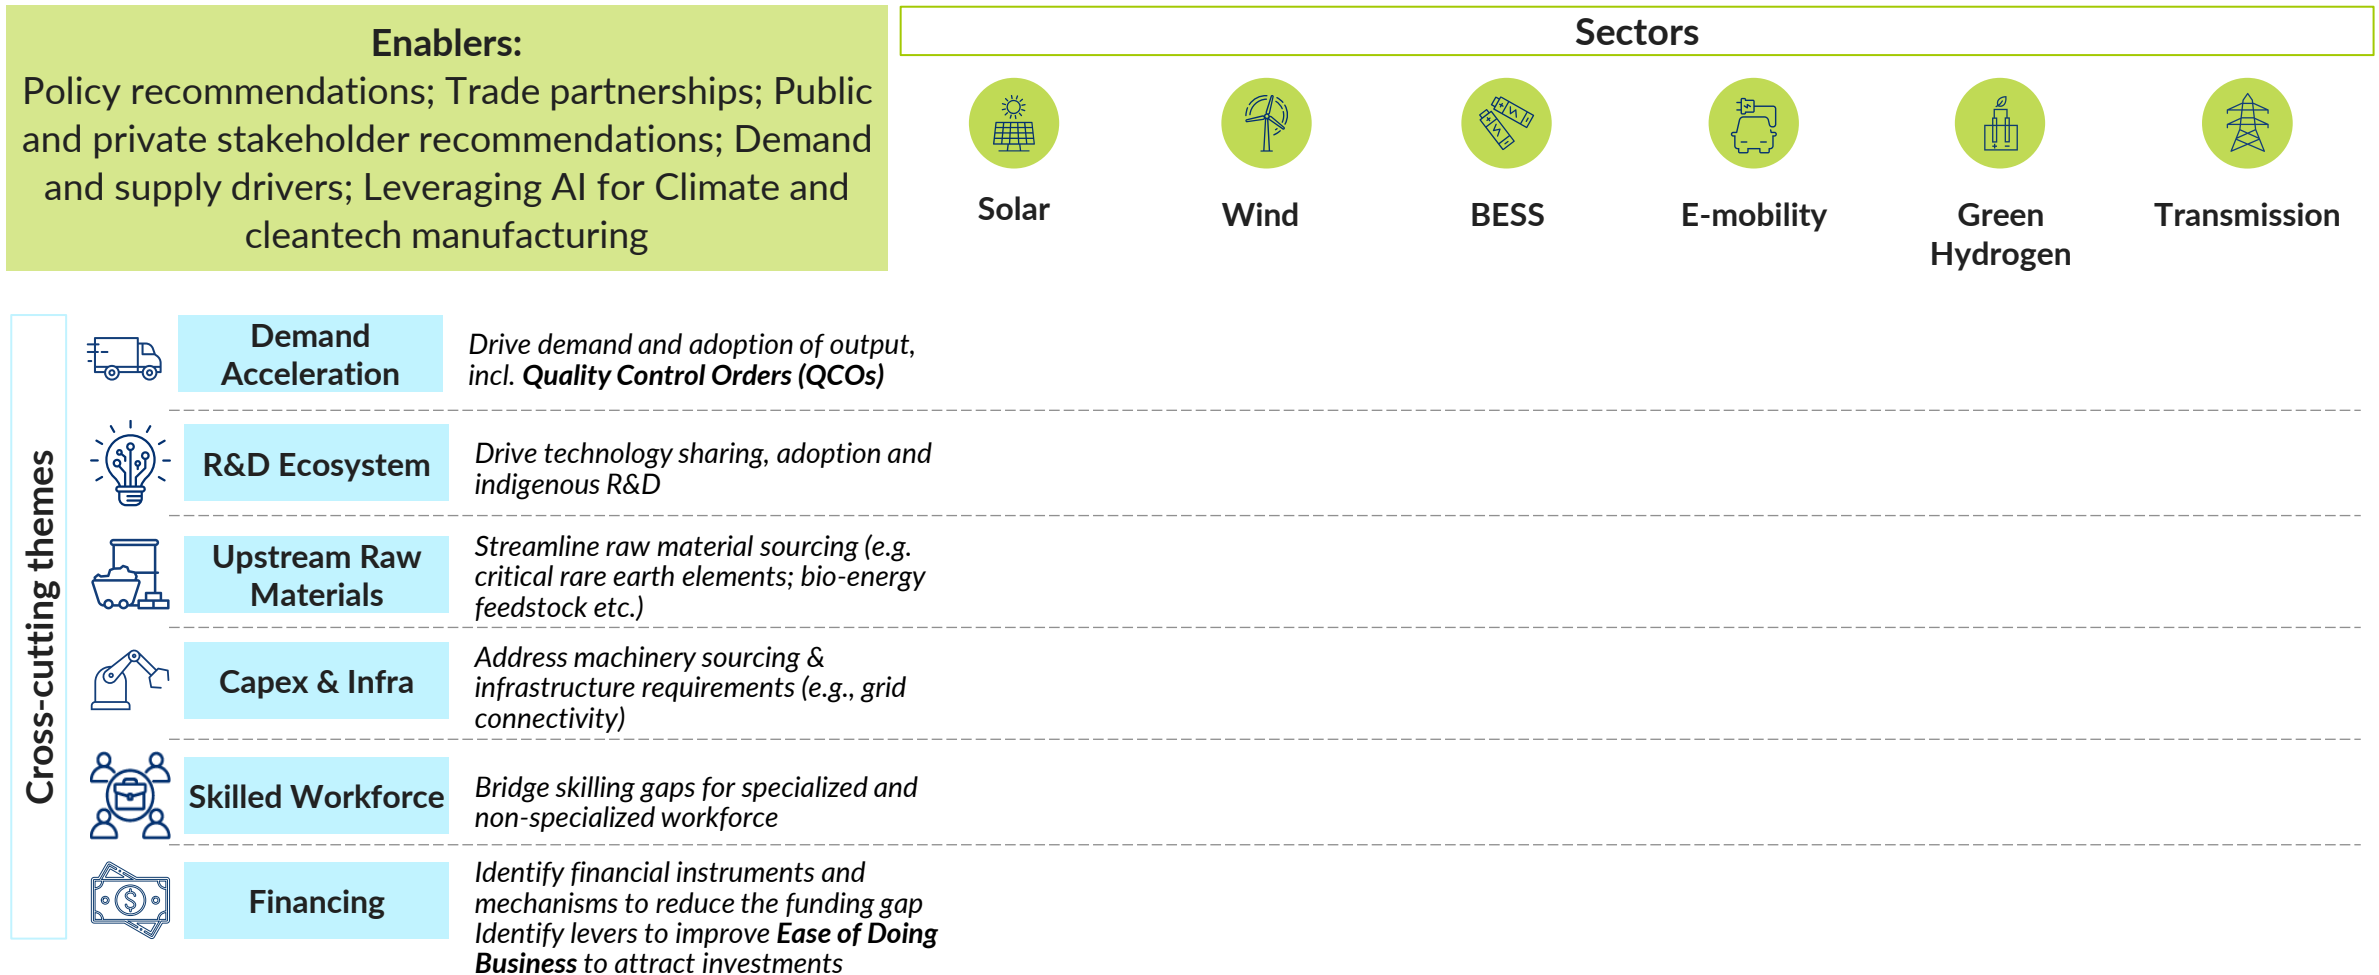 Enablers:
Policy recommendations; Trade partnerships; Public
and private stakeholder recommendations; Demand
and supply drivers; Leveraging AI for Climate and
cleantech manufacturing
Sectors
Solar
Wind
BESS
E-mobility
Green
Hydrogen
Transmission
Cross-cutting themes
Demand
Acceleration
Drive demand and adoption of output,
incl. Quality Control Orders (QCOs)
R&D Ecosystem
Drive technology sharing, adoption and
indigenous R&D
Upstream Raw
Materials
Streamline raw material sourcing (e.g.
critical rare earth elements; bio-energy
feedstock etc.)
Capex & Infra
Address machinery sourcing &
infrastructure requirements (e.g., grid
connectivity)
Skilled Workforce
Bridge skilling gaps for specialized and
non-specialized workforce
Financing
Identify financial instruments and
mechanisms to reduce the funding gap
Identify levers to improve Ease of Doing
Business to attract investments